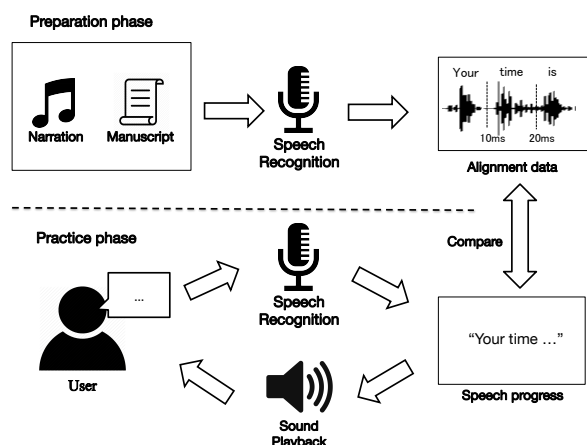 Preparation phase
Narration
Manuscript
Speech
Recognition
Your time is
10ms 20ms
Alignment data
Practice phase
Compare
...
User
Speech
Recognition
“Your time ...”
Speech progress
Sound
Playback